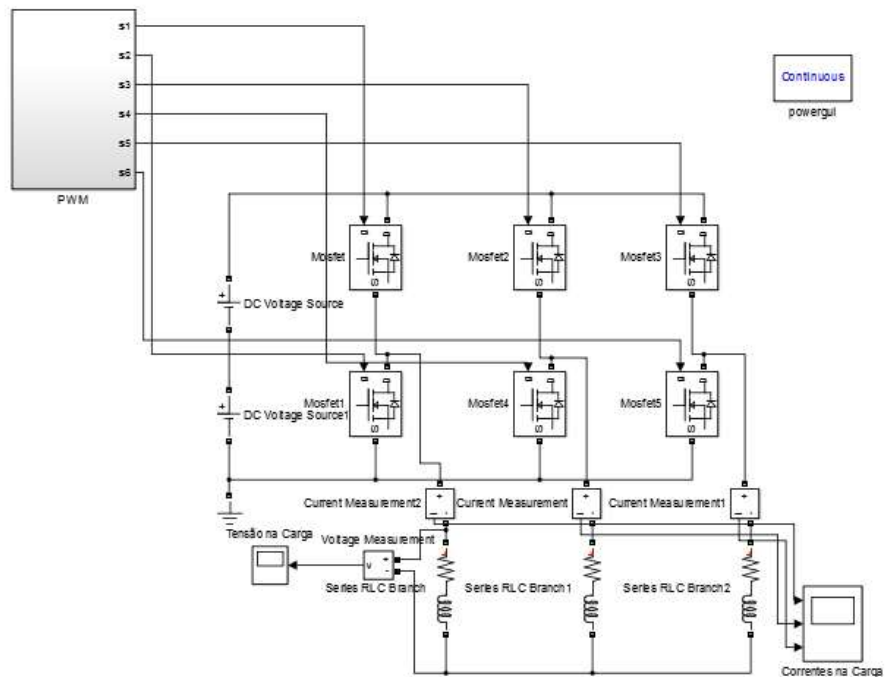 s1
s2
s3
s4
s5
s6
PWM
Continuous
powergui
Mosfet
Mosfet2
Mosfet3
g
D
S
g
D
S
g
D
S
+
DC Voltage Source
Mosfet1
Mosfet4
Mosfet5
g
D
S
g
D
S
g
D
S
+
DC Voltage Source1
Current Measurement2
Current Measurement
Current Measurement1
+
i
-
+
i
-
+
i
-
Tensão na Carga
Voltage Measurement
+
v
-
Series RLC Branch
Series RLC Branch1
Series RLC Branch2
Correntes na Carga